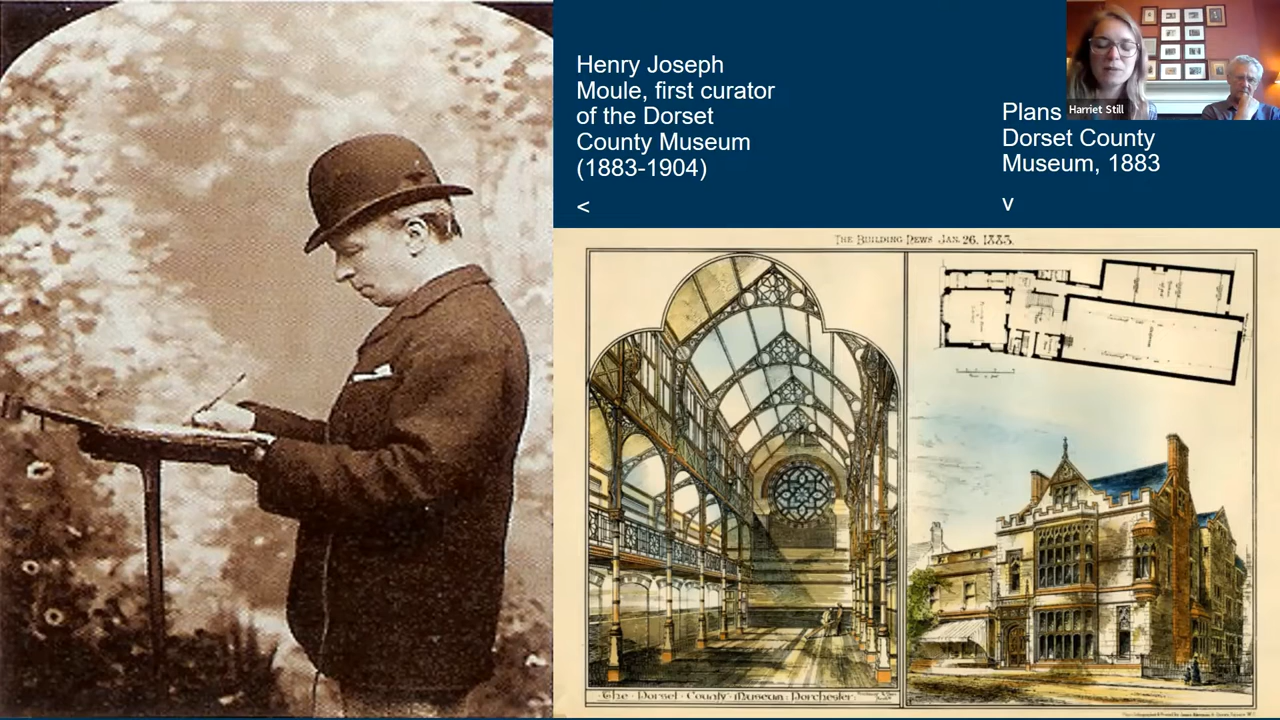 Henry Joseph
Moule, first curator
of the Dorset
County Museum
(1883-1904)
<
Plans
Dorset County
Museum, 1883
v
Harriet Still
The Building News. Jan. 26. 1883.
The · Dorset · County · Museum : Dorchester